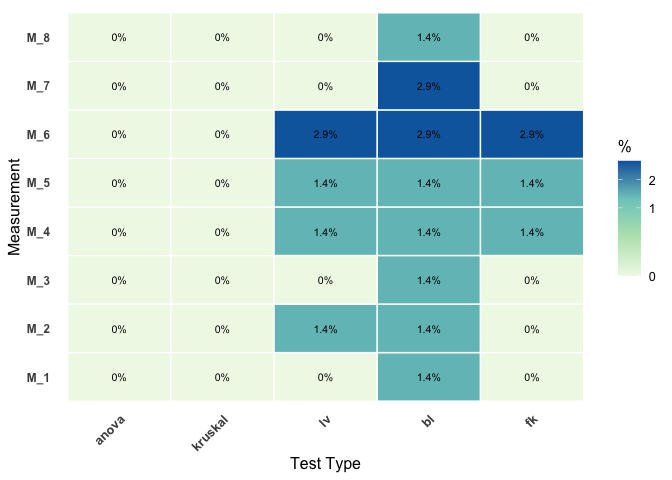 M_8 0% 0% 0% 1.4% 0%
M_7 0% 0% 0% 2.9% 0%
M_6 0% 0% 2.9% 2.9% 2.9%
M_5 0% 0% 1.4% 1.4% 1.4%
M_4 0% 0% 1.4% 1.4% 1.4%
M_3 0% 0% 0% 1.4% 0%
M_2 0% 0% 1.4% 1.4% 0%
M_1 0% 0% 0% 1.4% 0%
anova kruskal lv bl fk
Test Type
Measurement
%
2
1
0